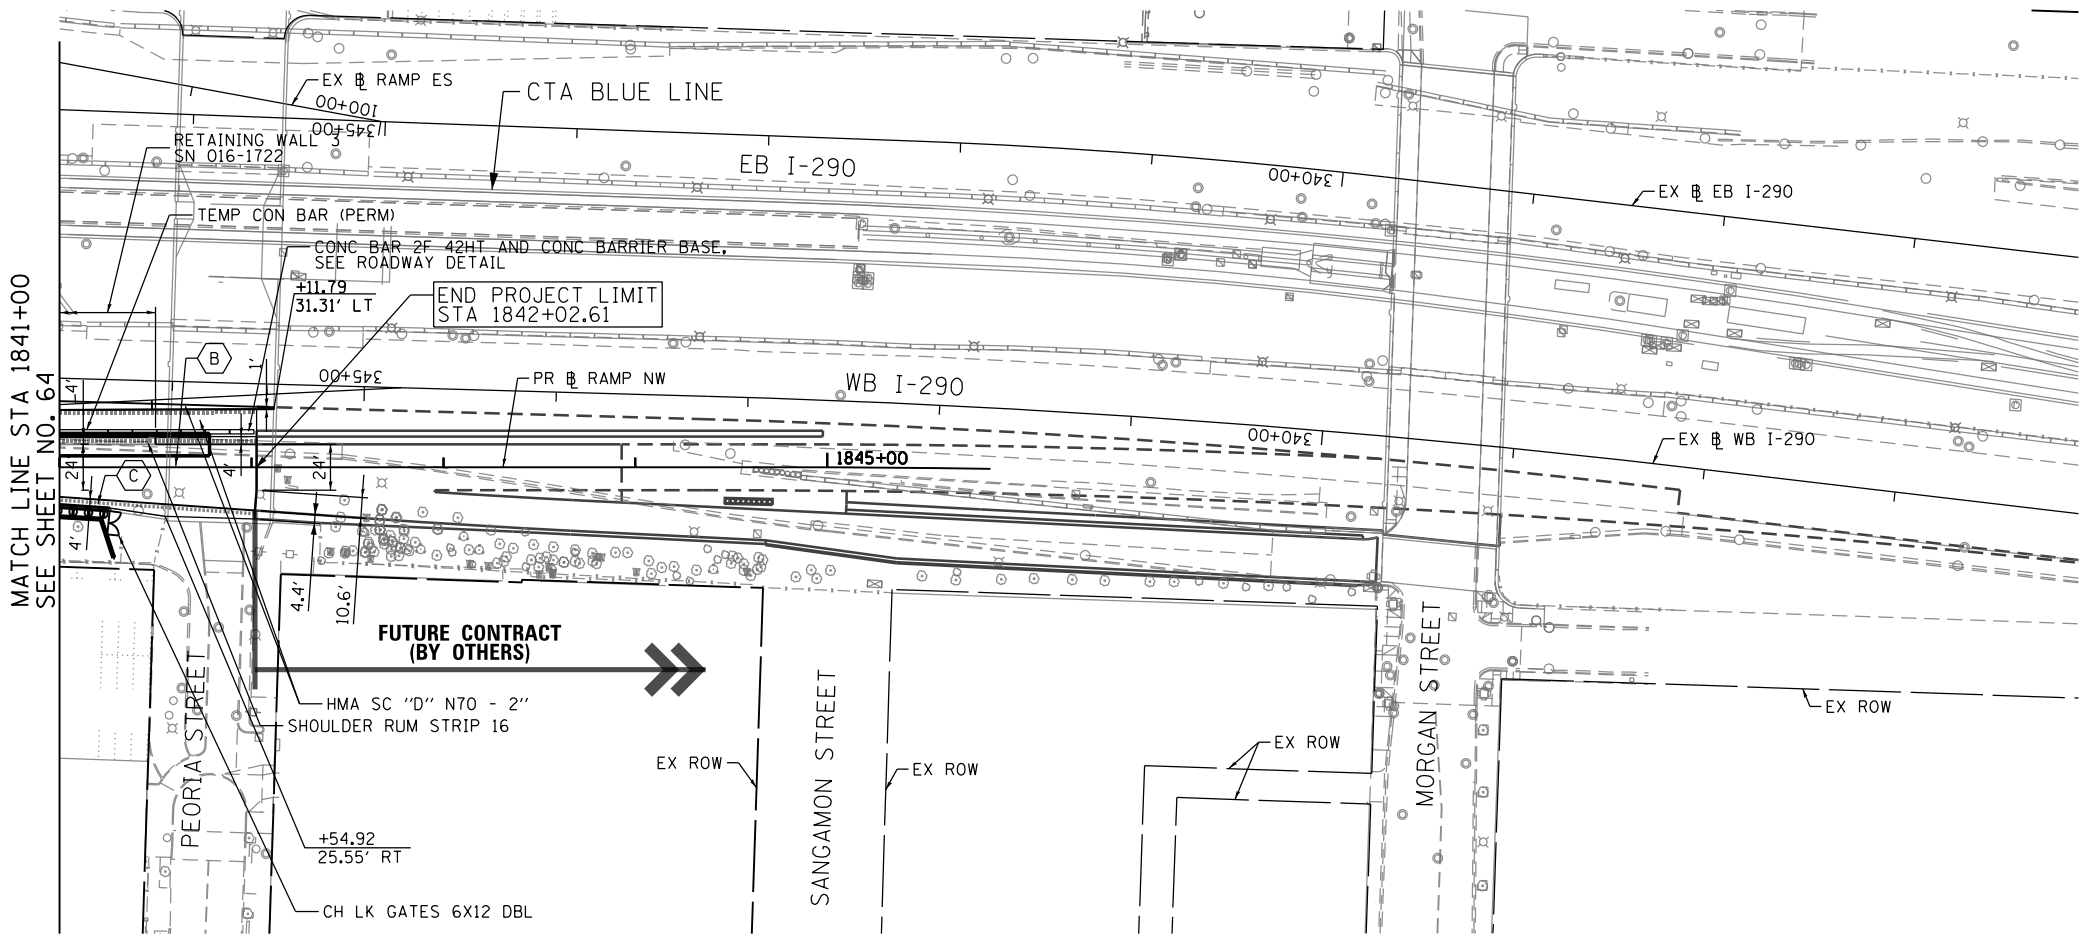 EX ℄ RAMP ES
100+00
345+00
CTA BLUE LINE
RETAINING WALL 3
SN 016-1722
EB I-290
340+00
EX ℄ EB I-290
TEMP CON BAR (PERM)
CONC BAR 2F 42HT AND CONC BARRIER BASE,
SEE ROADWAY DETAIL
+11.79
31.31' LT
END PROJECT LIMIT
STA 1842+02.61
MATCH LINE STA 1841+00
SEE SHEET NO. 64
B
1'
4'
345+00
PR ℄ RAMP NW
WB I-290
340+00
EX ℄ WB I-290
24'
C
4'
24'
1845+00
4'
4.4'
10.6'
FUTURE CONTRACT
(BY OTHERS)
HMA SC "D" N70 - 2"
SHOULDER RUM STRIP 16
PEORIA STREET
SANGAMON STREET
MORGAN STREET
EX ROW
EX ROW
EX ROW
EX ROW
+54.92
25.55' RT
CH LK GATES 6X12 DBL